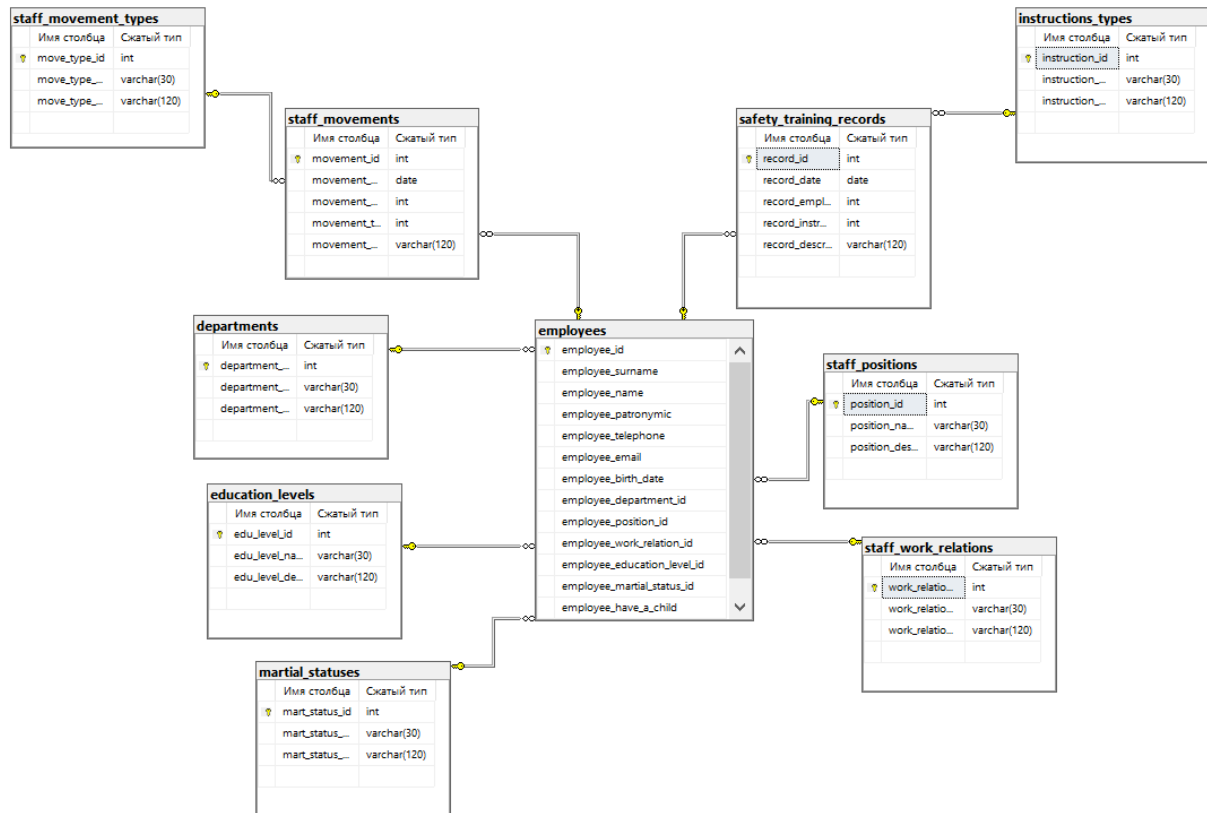 staff_movement_types
Имя столбца Сжатый тип
move_type_id int
move_type_... varchar(30)
move_type_... varchar(120)
instructions_types
Имя столбца Сжатый тип
instruction_id int
instruction_... varchar(30)
instruction_... varchar(120)
staff_movements
Имя столбца Сжатый тип
movement_id int
movement_... date
movement_... int
movement_t... int
movement_... varchar(120)
safety_training_records
Имя столбца Сжатый тип
record_id int
record_date date
record_empl... int
record_instr... int
record_descr... varchar(120)
departments
Имя столбца Сжатый тип
department_... int
department_... varchar(30)
department_... varchar(120)
employees
employee_id
employee_surname
employee_name
employee_patronymic
employee_telephone
employee_email
employee_birth_date
employee_department_id
employee_position_id
employee_work_relation_id
employee_education_level_id
employee_martial_status_id
employee_have_a_child
staff_positions
Имя столбца Сжатый тип
position_id int
position_na... varchar(30)
position_des... varchar(120)
education_levels
Имя столбца Сжатый тип
edu_level_id int
edu_level_na... varchar(30)
edu_level_de... varchar(120)
staff_work_relations
Имя столбца Сжатый тип
work_relatio... int
work_relatio... varchar(30)
work_relatio... varchar(120)
martial_statuses
Имя столбца Сжатый тип
mart_status_id int
mart_status_... varchar(30)
mart_status_... varchar(120)